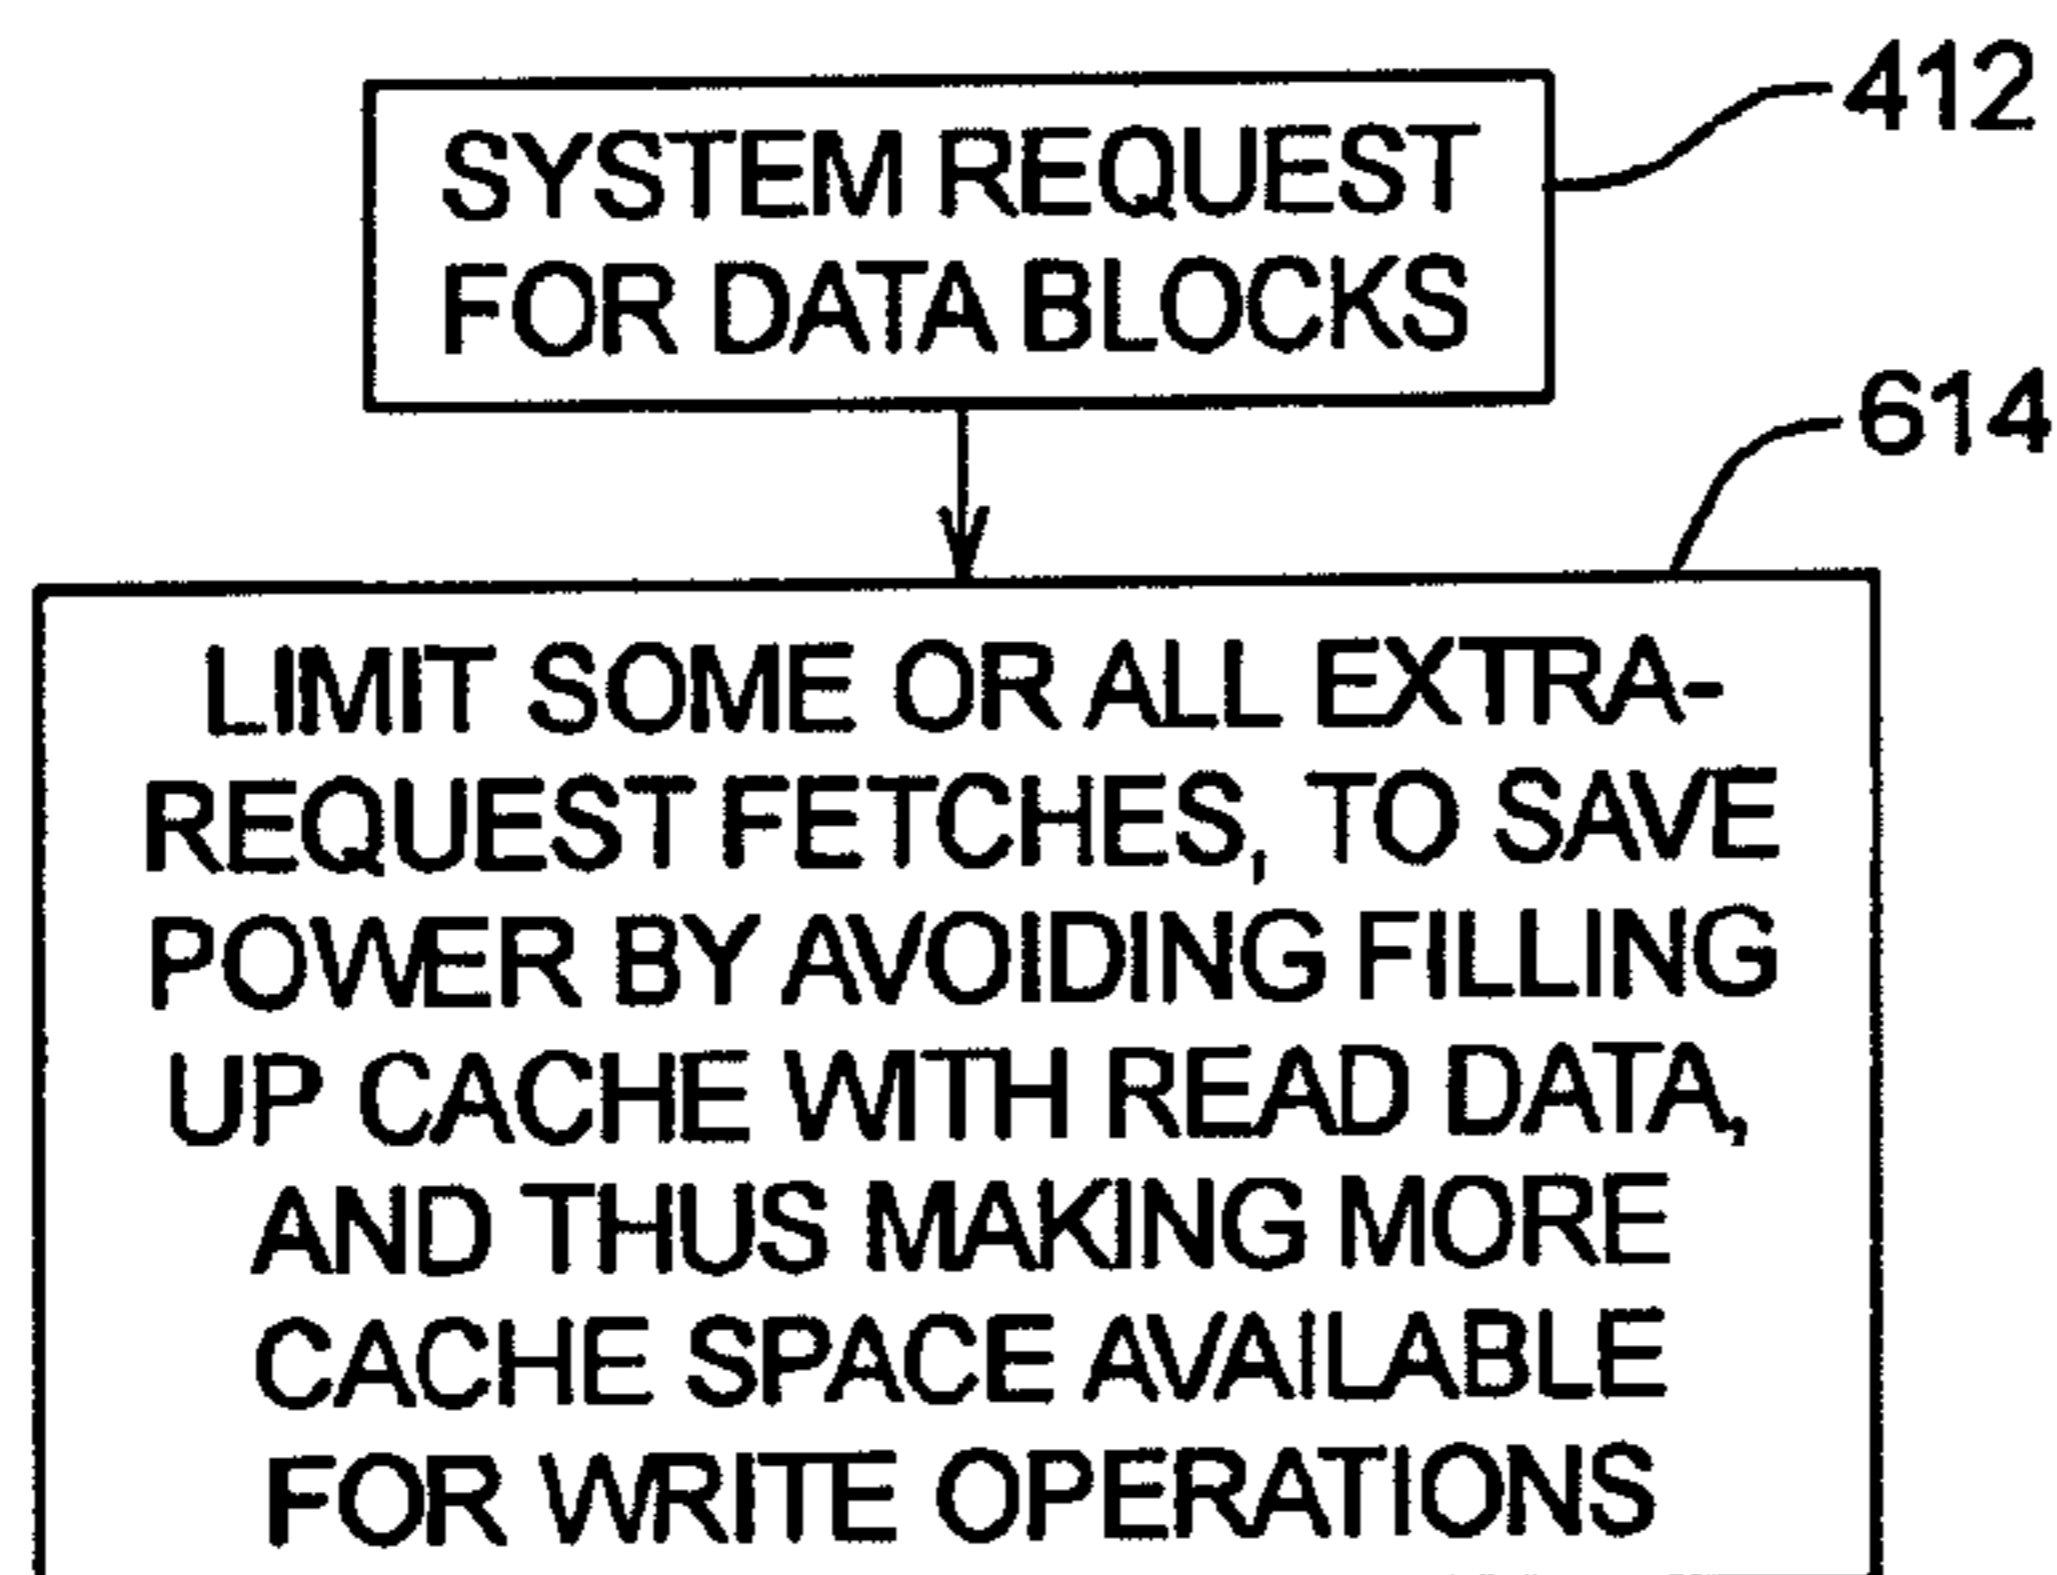 412
SYSTEM REQUEST
FOR DATA BLOCKS
614
LIMIT SOME OR ALL EXTRA-
REQUEST FETCHES, TO SAVE
POWER BY AVOIDING FILLING
UP CACHE WITH READ DATA,
AND THUS MAKING MORE
CACHE SPACE AVAILABLE
FOR WRITE OPERATIONS